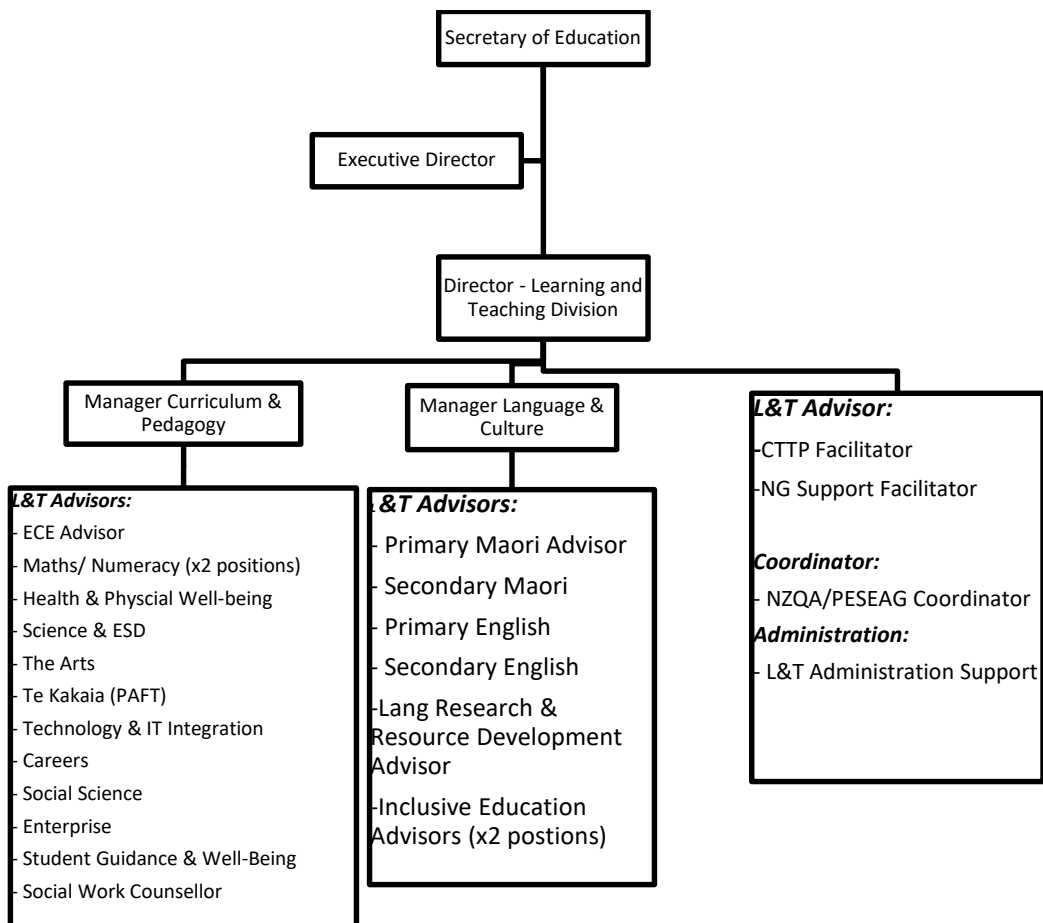 Secretary of Education
Executive Director
Director - Learning and
Teaching Division
Manager Curriculum &
Pedagogy
L&T Advisors:
- ECE Advisor
- Maths/ Numeracy (x2 positions)
- Health & Physcial Well-being
- Science & ESD
- The Arts
- Te Kakaia (PAFT)
- Technology & IT Integration
- Careers
- Social Science
- Enterprise
- Student Guidance & Well-Being
- Social Work Counsellor
Manager Language &
Culture
L&T Advisors:
- Primary Maori Advisor
- Secondary Maori
- Primary English
- Secondary English
-Lang Research &
Resource Development
Advisor
-Inclusive Education
Advisors (x2 postions)
L&T Advisor:
-CTTP Facilitator
-NG Support Facilitator
Coordinator:
- NZQA/PESEAG Coordinator
Administration:
- L&T Administration Support